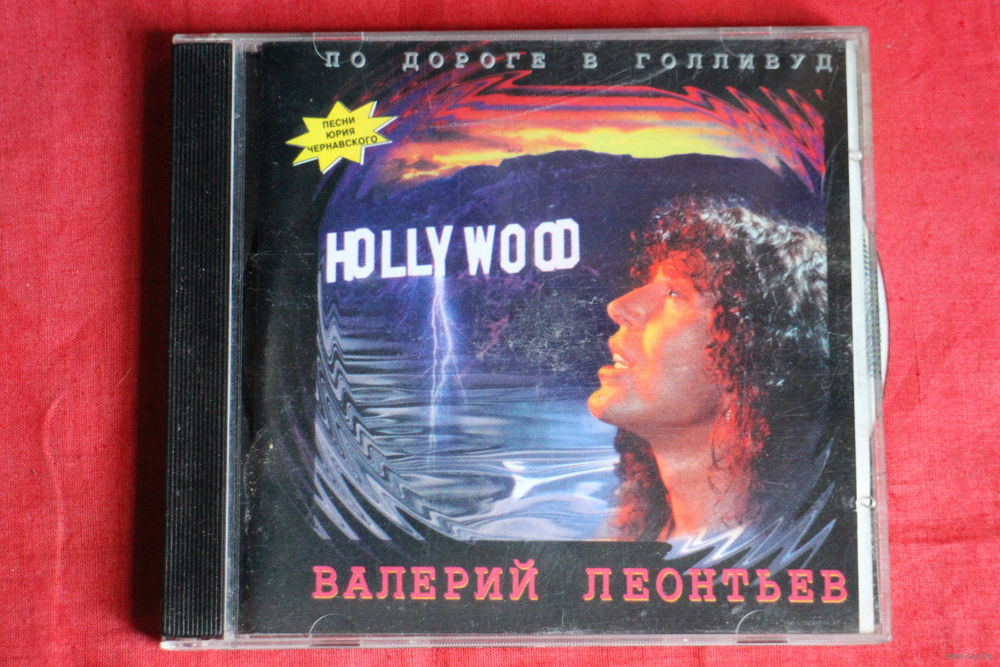 ПО ДОРОГЕ В ГОЛЛИВУД
ПЕСНИ
ЮРИЯ
ЧЕРНАВСКОГО
HOLLYWOOD
ВАЛЕРИЙ ЛЕОНТЬЕВ